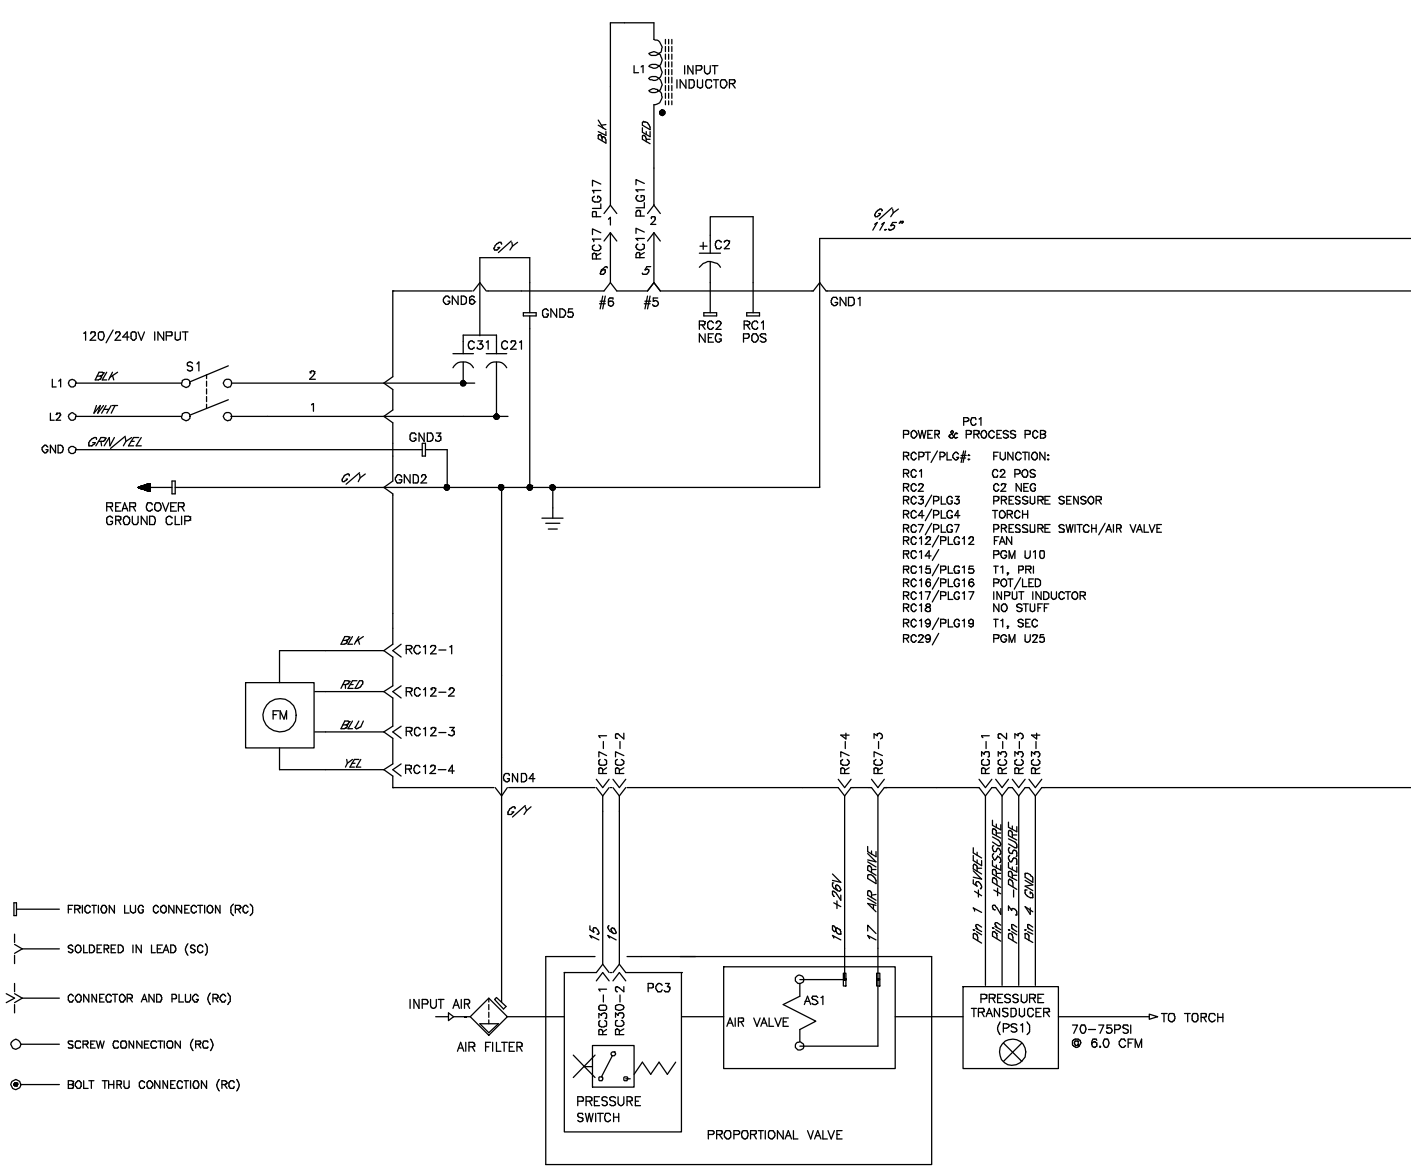 L1
INPUT
INDUCTOR
BLK
RED
RC17 PLG17
1
RC17 PLG17
2
6
5
#6
#5
G/Y
GND6
GND5
+ C2
RC2
NEG
RC1
POS
G/Y
11.5"
GND1
120/240V INPUT
C31
C21
L1
BLK
S1
2
L2
WHT
1
GND
GRN/YEL
GND3
G/Y
GND2
REAR COVER
GROUND CLIP
PC1
POWER & PROCESS PCB
RCPT/PLG#: FUNCTION:
RC1 C2 POS
RC2 C2 NEG
RC3/PLG3 PRESSURE SENSOR
RC4/PLG4 TORCH
RC7/PLG7 PRESSURE SWITCH/AIR VALVE
RC12/PLG12 FAN
RC14/ PGM U10
RC15/PLG15 T1, PRI
RC16/PLG16 POT/LED
RC17/PLG17 INPUT INDUCTOR
RC18 NO STUFF
RC19/PLG19 T1, SEC
RC29/ PGM U25
FM
BLK
RC12-1
RED
RC12-2
BLU
RC12-3
YEL
RC12-4
GND4
G/Y
RC7-1
RC7-2
RC7-4
RC7-3
RC3-1
RC3-2
RC3-3
RC3-4
15
16
18 +26V
17 AIR DRIVE
Pin 1 +5VREF
Pin 2 +PRESSURE
Pin 3 -PRESSURE
Pin 4 GND
FRICTION LUG CONNECTION (RC)
SOLDERED IN LEAD (SC)
CONNECTOR AND PLUG (RC)
SCREW CONNECTION (RC)
BOLT THRU CONNECTION (RC)
INPUT AIR
AIR FILTER
RC30-1
RC30-2
PC3
PRESSURE
SWITCH
AS1
AIR VALVE
PROPORTIONAL VALVE
PRESSURE
TRANSDUCER
(PS1)
TO TORCH
70-75PSI
@ 6.0 CFM